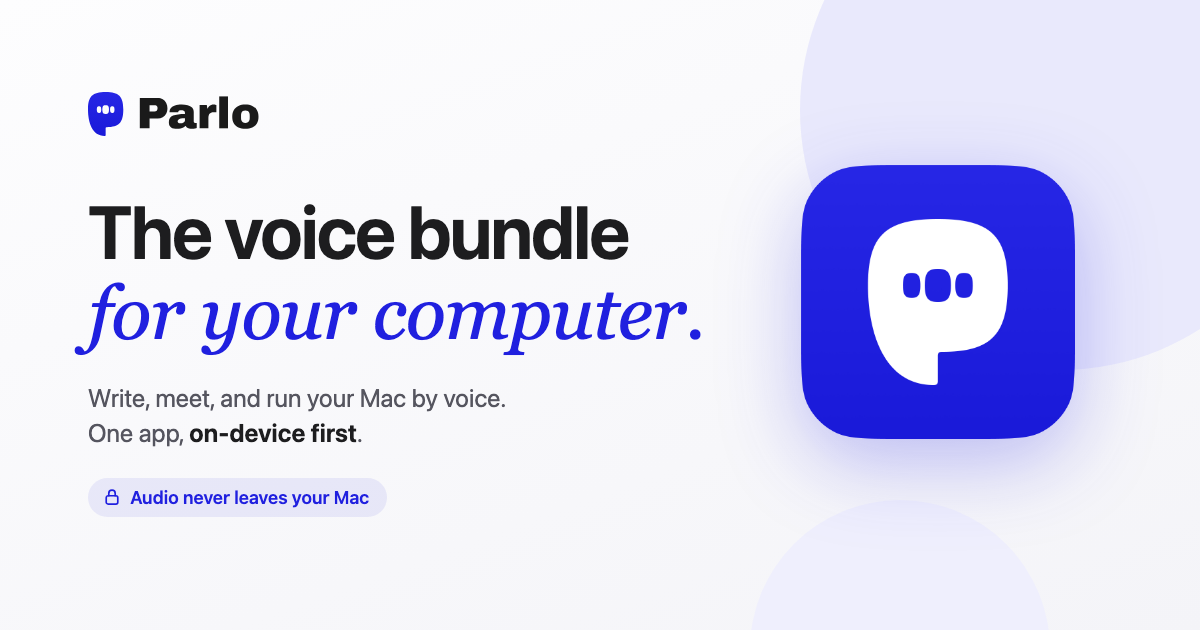 Parlo
The voice bundle
for your computer.
Write, meet, and run your Mac by voice.
One app, on-device first.
Audio never leaves your Mac